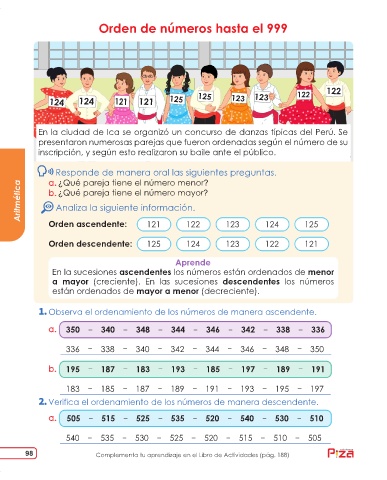 Orden de números hasta el 999
124 124 121 121 125 125 123 123 122 122
En la ciudad de Ica se organizó un concurso de danzas típicas del Perú. Se
presentaron numerosas parejas que fueron ordenadas según el número de su
inscripción, y según esto realizaron su baile ante el público.
Responde de manera oral las siguientes preguntas.
a. ¿Qué pareja tiene el número menor?
b. ¿Qué pareja tiene el número mayor?
Analiza la siguiente información.
Orden ascendente: 121 122 123 124 125
Orden descendente: 125 124 123 122 121
Aprende
En la sucesiones ascendentes los números están ordenados de menor
a mayor (creciente). En las sucesiones descendentes los números
están ordenados de mayor a menor (decreciente).
1. Observa el ordenamiento de los números de manera ascendente.
a. 350 – 340 – 348 – 344 – 346 – 342 – 338 – 336
336 – 338 – 340 – 342 – 344 – 346 – 348 – 350
b. 195 – 187 – 183 – 193 – 185 – 197 – 189 – 191
183 – 185 – 187 – 189 – 191 – 193 – 195 – 197
2. Verifica el ordenamiento de los números de manera descendente.
a. 505 – 515 – 525 – 535 – 520 – 540 – 530 – 510
540 – 535 – 530 – 525 – 520 – 515 – 510 – 505
Aritmética
98 Complementa tu aprendizaje en el Libro de Actividades (pág. 188)